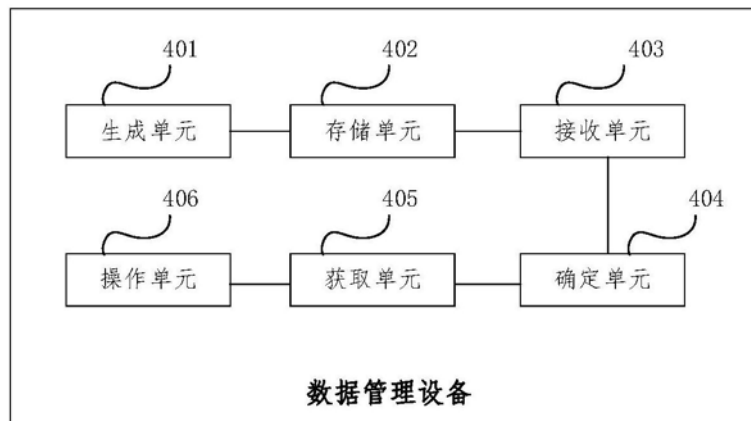 401 402 403
生成单元 存储单元 接收单元
406 405 404
操作单元 获取单元 确定单元
数据管理设备